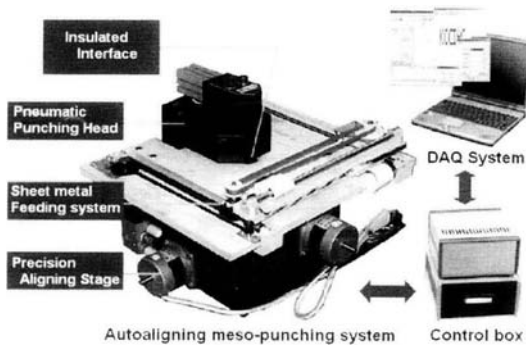 Insulated
Interface
Pneumatic
Punching Head
Sheet metal
Feeding system
Precision
Aligning Stage
DAQ System
Autoaligning meso-punching system
Control box